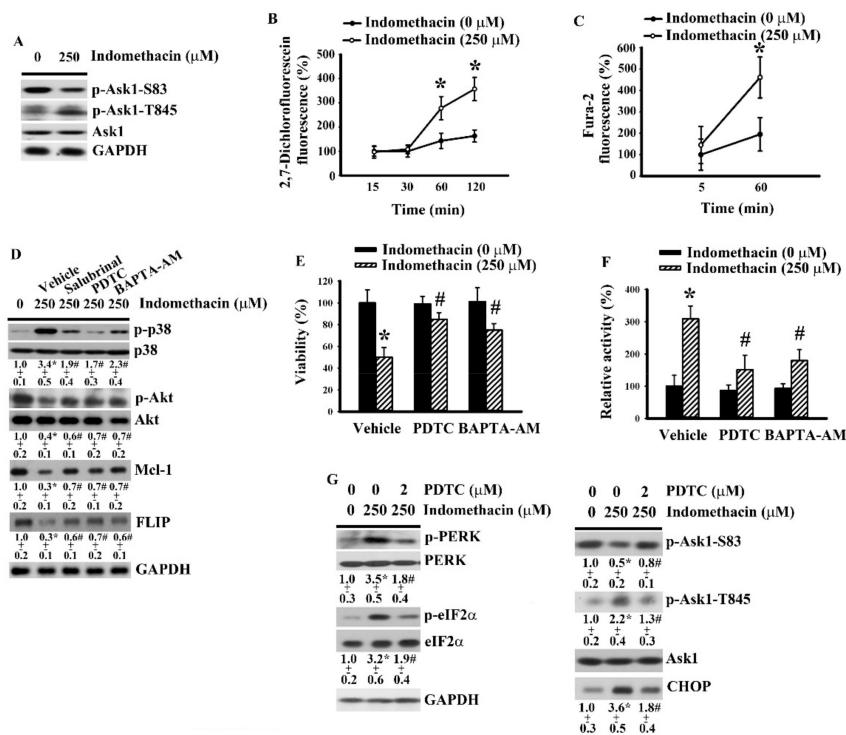 A
0 250 Indomethacin (µM)
p-Ask1-S83
p-Ask1-T845
Ask1
GAPDH
B
Indomethacin (0 µM)
Indomethacin (250 µM)
2,7-Dichlorofluorescein
fluorescence (%)
500
400
300
200
100
0
* *
15 30 60 120
Time (min)
C
Indomethacin (0 µM)
Indomethacin (250 µM)
Fura-2
fluorescence (%)
600
500
400
300
200
100
0
*
5 60
Time (min)
D
Vehicle
Salubrinal
PDTC
BAPTA-AM
0 250 250 250 250 Indomethacin (µM)
p-p38
p38
1.0 3.4* 1.9# 1.7# 2.3#
± ± ± ± ±
0.1 0.5 0.4 0.3 0.4
p-Akt
Akt
1.0 0.4* 0.6# 0.7# 0.7#
± ± ± ± ±
0.2 0.1 0.1 0.2 0.2
Mcl-1
1.0 0.3* 0.7# 0.7# 0.7#
± ± ± ± ±
0.2 0.1 0.2 0.1 0.2
FLIP
1.0 0.3* 0.6# 0.7# 0.6#
± ± ± ± ±
0.2 0.1 0.1 0.2 0.1
GAPDH
E
Indomethacin (0 µM)
Indomethacin (250 µM)
Viability (%)
120
100
80
60
40
20
0
* # #
Vehicle PDTC BAPTA-AM
F
Indomethacin (0 µM)
Indomethacin (250 µM)
Relative activity (%)
400
300
200
100
0
* # #
Vehicle PDTC BAPTA-AM
G
0 0 2 PDTC (µM)
0 250 250 Indomethacin (µM)
p-PERK
PERK
1.0 3.5* 1.8#
± ± ±
0.3 0.5 0.4
p-eIF2α
eIF2α
1.0 3.2* 1.9#
± ± ±
0.2 0.6 0.4
GAPDH
0 0 2 PDTC (µM)
0 250 250 Indomethacin (µM)
p-Ask1-S83
1.0 0.5* 0.8#
± ± ±
0.2 0.2 0.1
p-Ask1-T845
1.0 2.2* 1.3#
± ± ±
0.2 0.4 0.3
Ask1
CHOP
1.0 3.6* 1.8#
± ± ±
0.3 0.5 0.4